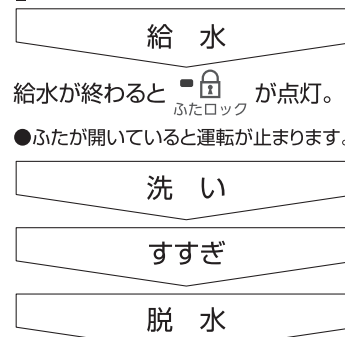 給 水
給水が終わると ふたロック が点灯。
●ふたが開いていると運転が止まります。
洗 い
すすぎ
脱 水